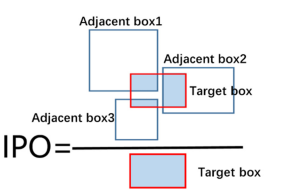 Adjacent box1
Adjacent box2
Target box
Adjacent box3
IPO=
Target box